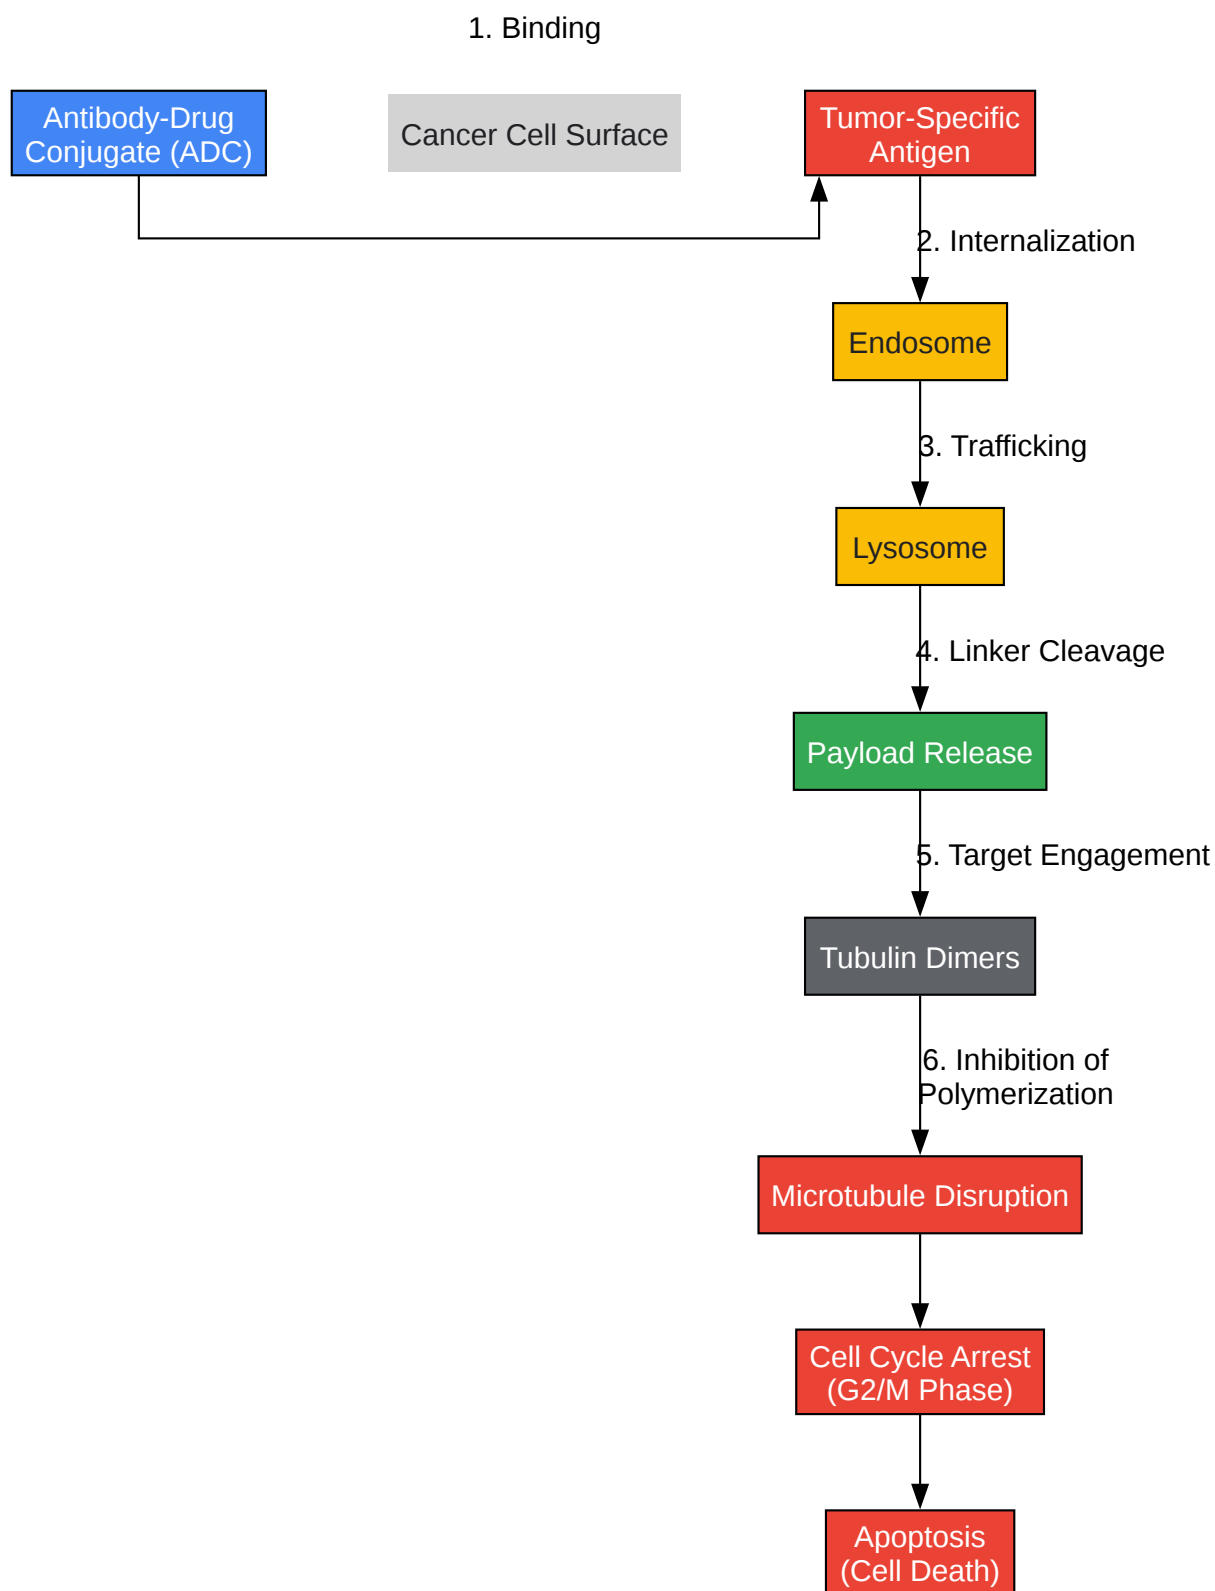 1. Binding
Antibody-Drug
Conjugate (ADC)
Cancer Cell Surface
Tumor-Specific
Antigen
2. Internalization
Endosome
3. Trafficking
Lysosome
4. Linker Cleavage
Payload Release
5. Target Engagement
Tubulin Dimers
6. Inhibition of
Polymerization
Microtubule Disruption
Cell Cycle Arrest
(G2/M Phase)
Apoptosis
(Cell Death)